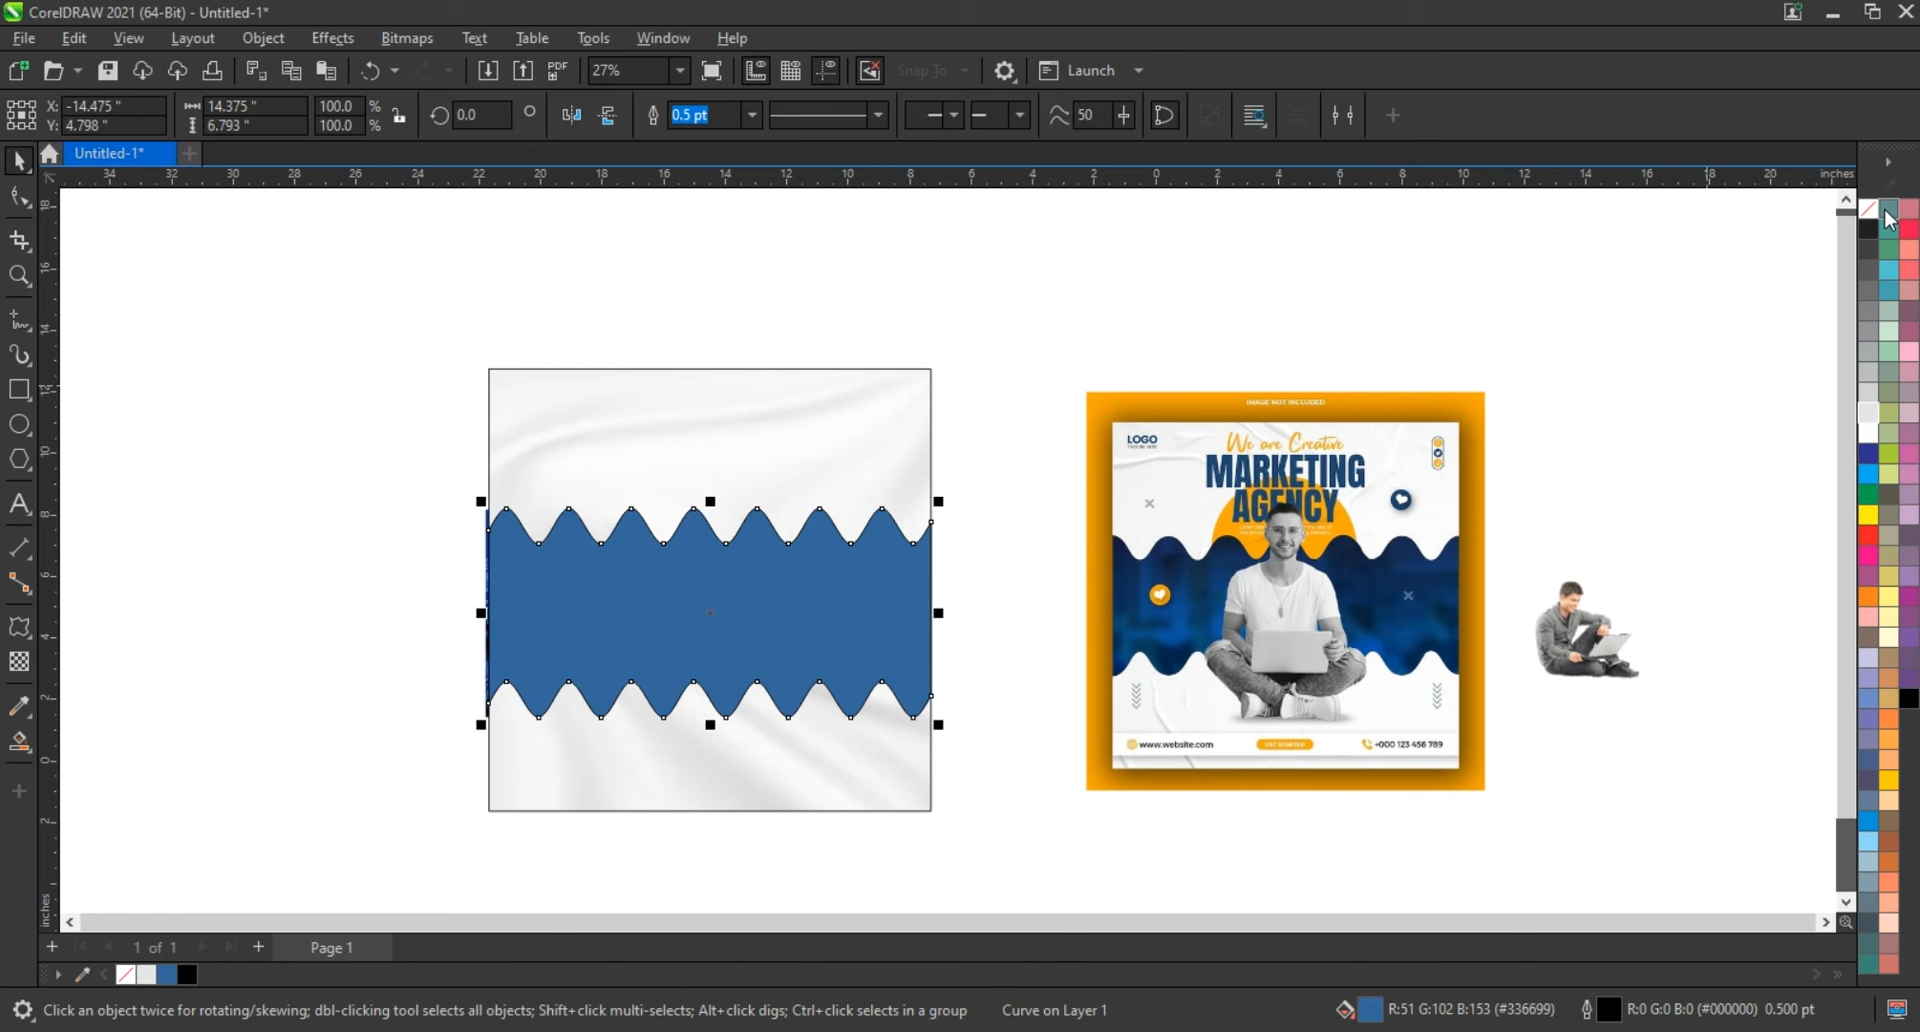 CorelDRAW 2021 (64-Bit) - Untitled-1*
File Edit View Layout Object Effects Bitmaps Text Table Tools Window Help
PDF 27% Snap To Launch
X: -14.475 " 14.375 " 100.0 %
Y: 4.798 " 6.793 " 100.0 %
0.0 0.5 pt 50
Untitled-1*
34 32 30 28 26 24 22 20 18 16 14 12 10 8 6 4 2 0 2 4 6 8 10 12 14 16 18 20 inches
18
16
14
12
10
8
6
4
2
0
2
inches
IMAGE NOT INCLUDED
LOGO
We are Creative
MARKETING
AGENCY
www.website.com GET STARTED +000 123 456 789
1 of 1 Page 1
Click an object twice for rotating/skewing; dbl-clicking tool selects all objects; Shift+click multi-selects; Alt+click digs; Ctrl+click selects in a group Curve on Layer 1 R:51 G:102 B:153 (#336699) R:0 G:0 B:0 (#000000) 0.500 pt